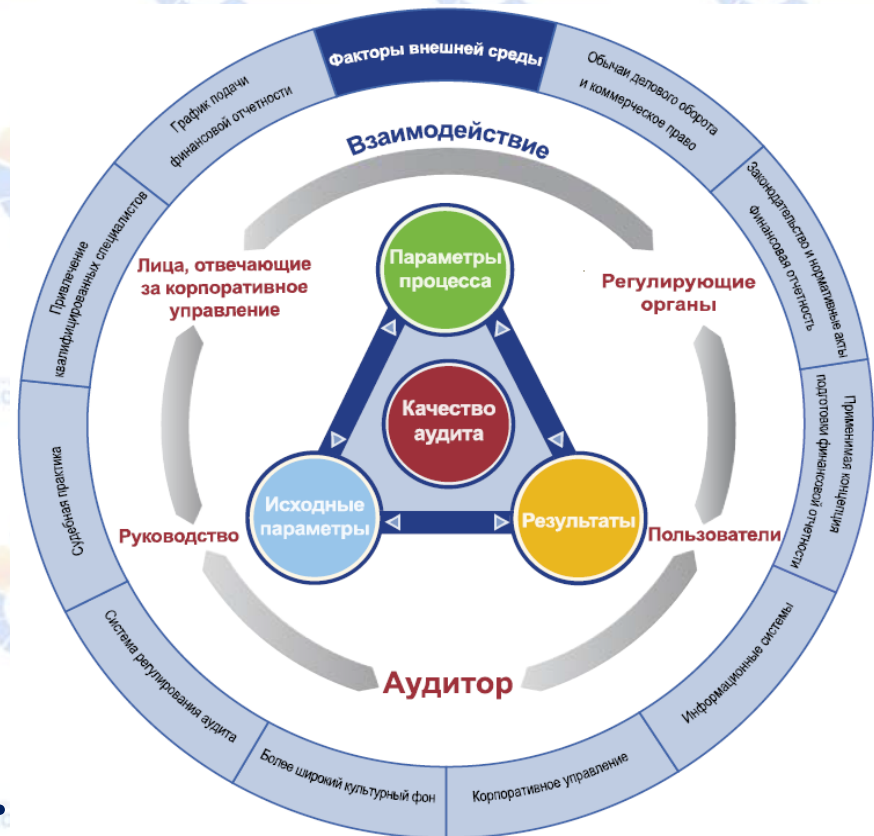 Факторы внешней среды
Обычаи делового оборота
и коммерческое право
Законодательство и нормативные акты
финансовая отчетность
Применимая концепция
подготовки финансовой отчетности
Информационные системы
Корпоративное управление
Более широкий культурный фон
Система регулирования аудита
Судебная практика
Привлечение
квалифицированных специалистов
График подачи
финансовой отчетности
Взаимодействие
Лица, отвечающие
за корпоративное
управление
Регулирующие
органы
Руководство
Пользователи
Аудитор
Параметры
процесса
Качество
аудита
Исходные
параметры
Результаты